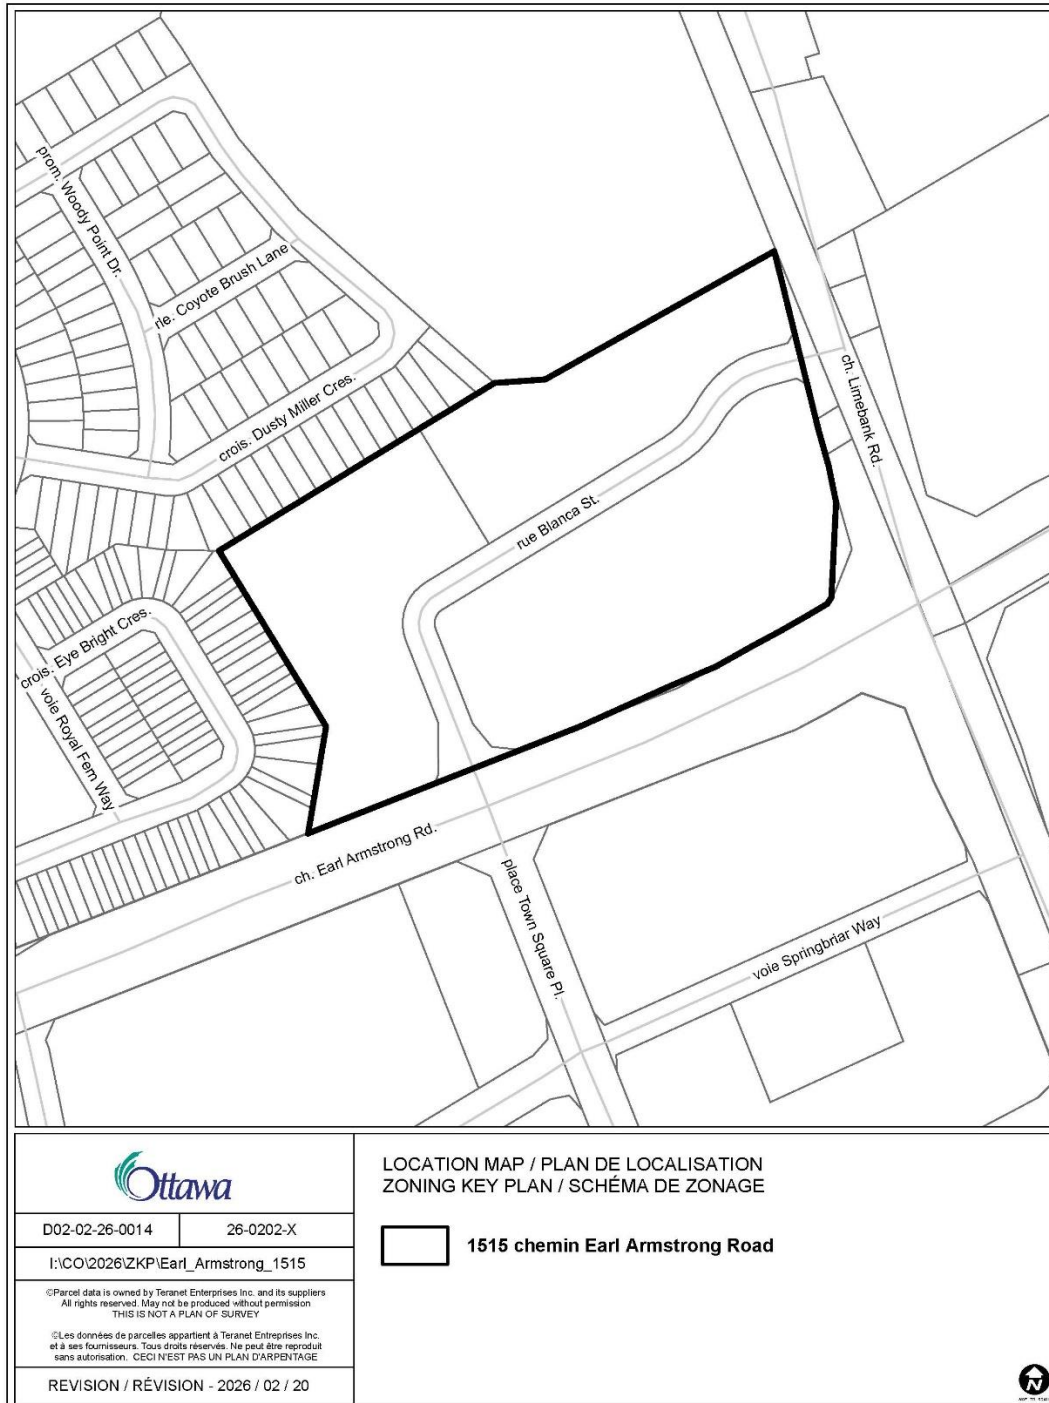 prom. Woody Point Dr.
rle. Coyote Brush Lane
crois. Dusty Miller Cres.
ch. Limebank Rd.
rue Blanca St.
crois. Eye Bright Cres.
voie Royal Fern Way
ch. Earl Armstrong Rd.
place Town Square Pl.
voie Springbriar Way
Ottawa
D02-02-26-0014
26-0202-X
I:\CO\2026\ZKP\Earl_Armstrong_1515
©Parcel data is owned by Teranet Enterprises Inc. and its suppliers
All rights reserved. May not be produced without permission
THIS IS NOT A PLAN OF SURVEY
©Les données de parcelles appartient à Teranet Entreprises Inc.
et à ses fournisseurs. Tous droits réservés. Ne peut être reproduit
sans autorisation. CECI N'EST PAS UN PLAN D'ARPENTAGE
REVISION / RÉVISION - 2026 / 02 / 20
LOCATION MAP / PLAN DE LOCALISATION
ZONING KEY PLAN / SCHÉMA DE ZONAGE
1515 chemin Earl Armstrong Road
N